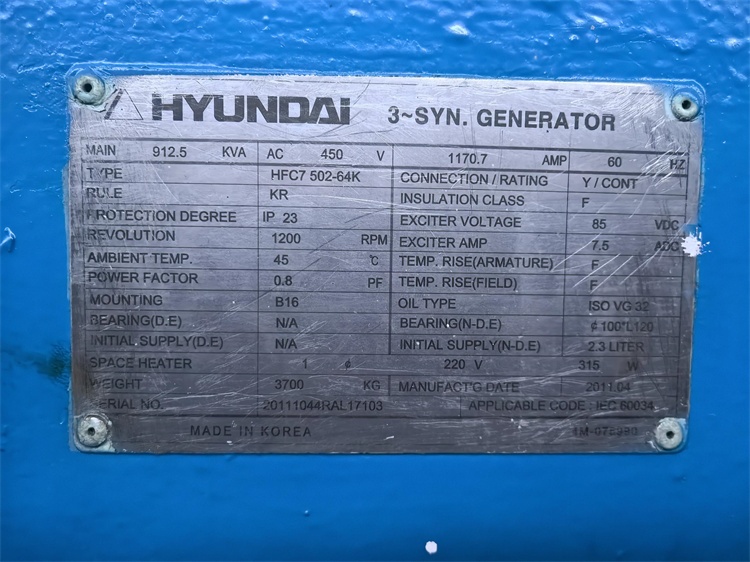 HYUNDAI 3~SYN. GENERATOR
MAIN 912.5 KVA AC 450 V 1170.7 AMP 60 HZ
TYPE HFC7 502-64K CONNECTION / RATING Y / CONT
RULE KR INSULATION CLASS F
PROTECTION DEGREE IP 23 EXCITER VOLTAGE 85 VDC
REVOLUTION 1200 RPM EXCITER AMP 7.5 ADC
AMBIENT TEMP. 45 ℃ TEMP. RISE(ARMATURE) F
POWER FACTOR 0.8 PF TEMP. RISE(FIELD) F
MOUNTING B16 OIL TYPE ISO VG 32
BEARING(D.E) N/A BEARING(N-D.E) ¢100*L120
INITIAL SUPPLY(D.E) N/A INITIAL SUPPLY(N-D.E) 2.3 LITER
SPACE HEATER 1 ¢ 220 V 315 W
WEIGHT 3700 KG MANUFACT'G DATE 2011.04
SERIAL NO. 20111044RAL17103 APPLICABLE CODE : IEC 60034
MADE IN KOREA